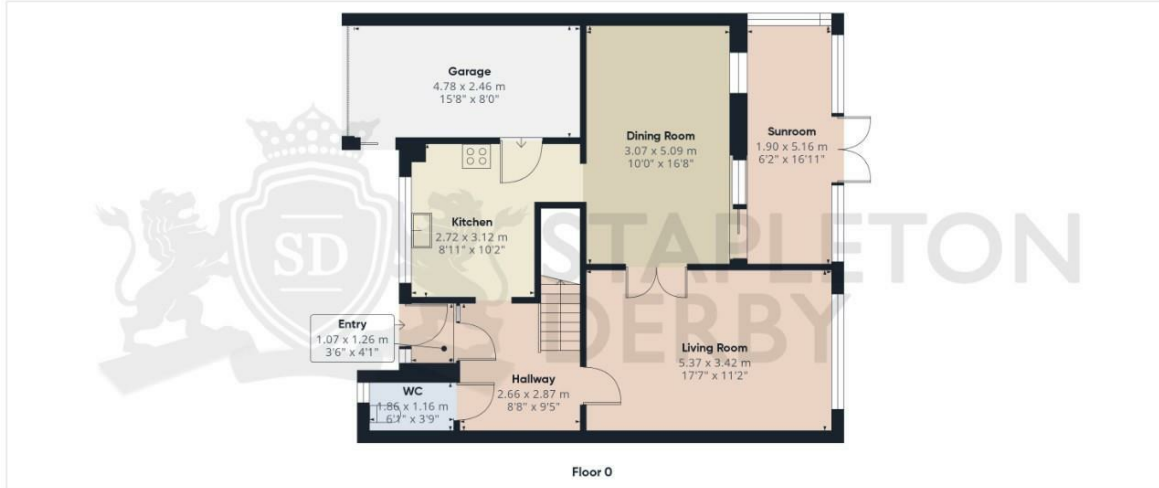 Garage
4.78 x 2.46 m
15'8" x 8'0"
Dining Room
3.07 x 5.09 m
10'0" x 16'8"
Sunroom
1.90 x 5.16 m
6'2" x 16'11"
Kitchen
2.72 x 3.12 m
8'11" x 10'2"
SD
STAPLETON
DERBY
Entry
1.07 x 1.26 m
3'6" x 4'1"
Living Room
5.37 x 3.42 m
17'7" x 11'2"
Hallway
2.66 x 2.87 m
8'8" x 9'5"
WC
1.86 x 1.16 m
6'1" x 3'9"
Floor 0